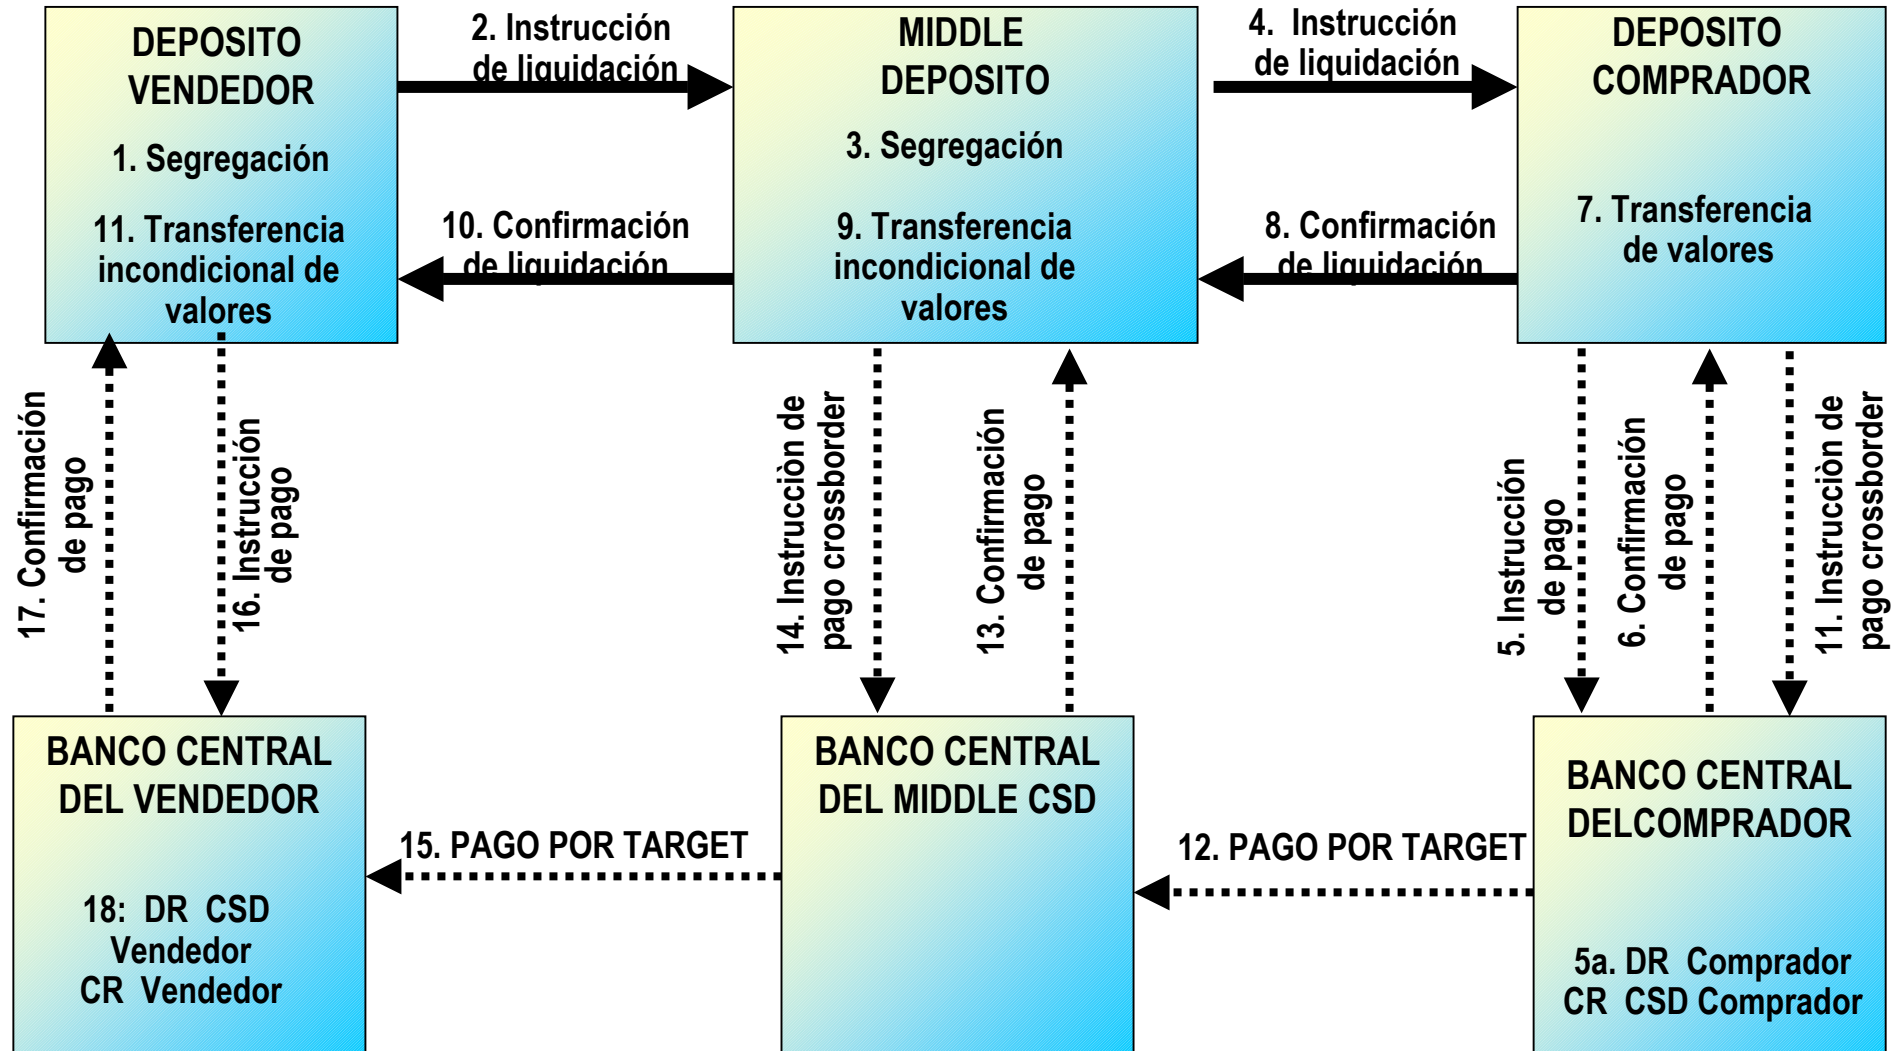 DEPOSITO
VENDEDOR
1. Segregación
11. Transferencia
incondicional de
valores
2. Instrucción
de liquidación
10. Confirmación
de liquidación
MIDDLE
DEPOSITO
3. Segregación
9. Transferencia
incondicional de
valores
4. Instrucción
de liquidación
8. Confirmación
de liquidación
DEPOSITO
COMPRADOR
7. Transferencia
de valores
17. Confirmación
de pago
16. Instrucción
de pago
14. Instrucciòn de
pago crossborder
13. Confirmación
de pago
5. Instrucción
de pago
6. Confirmación
de pago
11. Instrucciòn de
pago crossborder
BANCO CENTRAL
DEL VENDEDOR
18: DR CSD
Vendedor
CR Vendedor
15. PAGO POR TARGET
BANCO CENTRAL
DEL MIDDLE CSD
12. PAGO POR TARGET
BANCO CENTRAL
DELCOMPRADOR
5a. DR Comprador
CR CSD Comprador